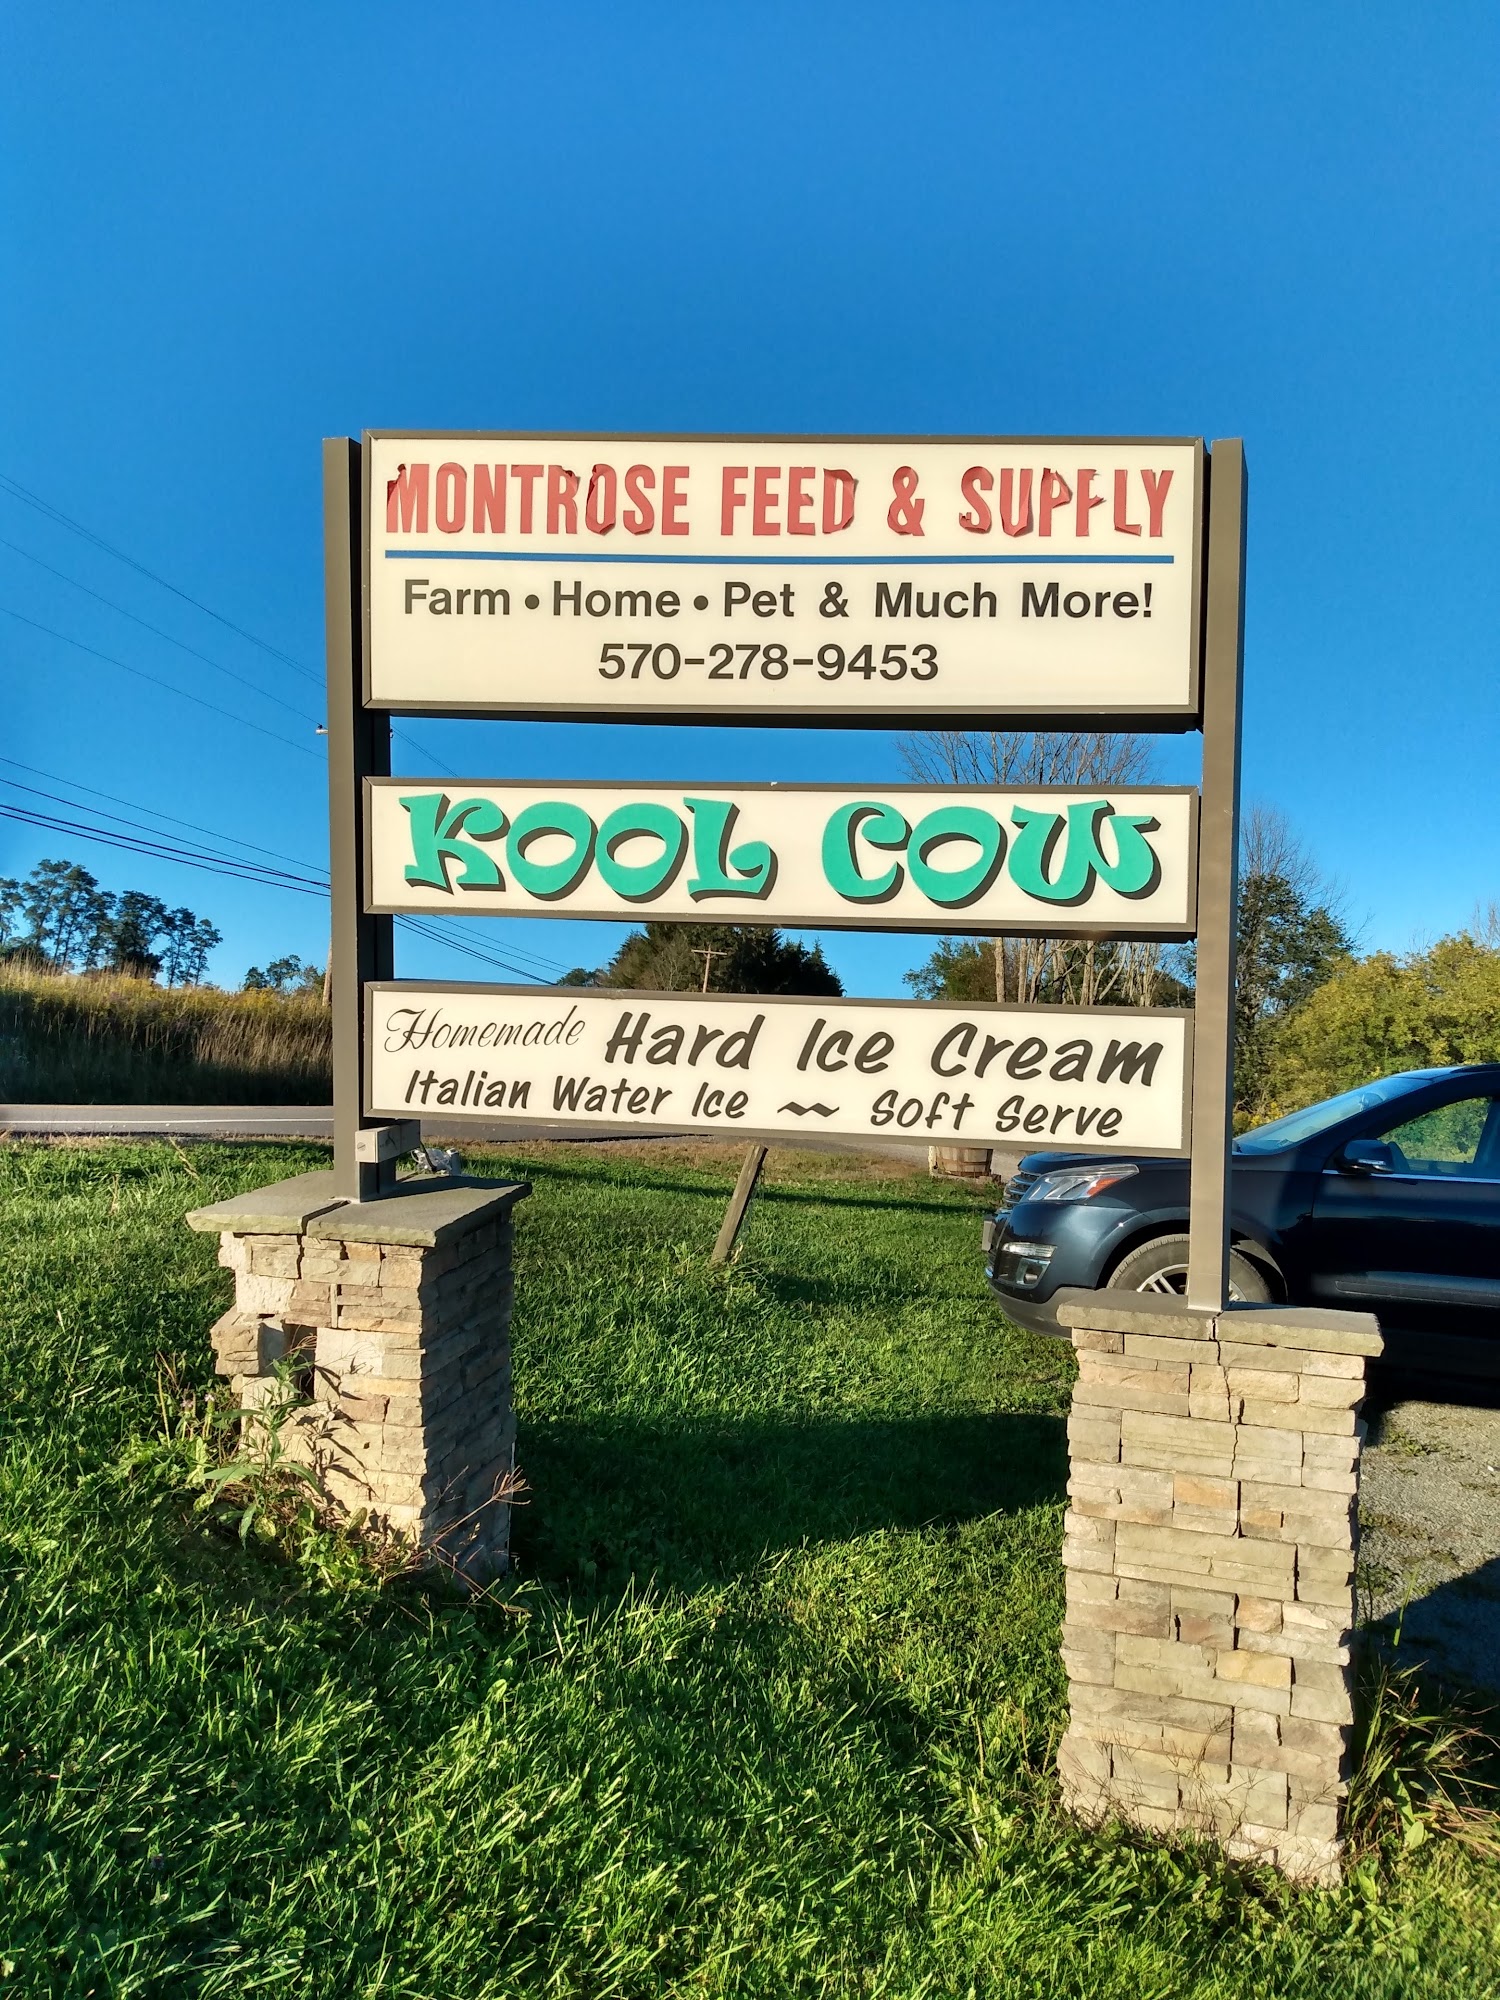 MONTROSE FEED & SUPPLY
Farm • Home • Pet & Much More!
570-278-9453
KOOL COW
Homemade Hard Ice Cream
Italian Water Ice ~ Soft Serve